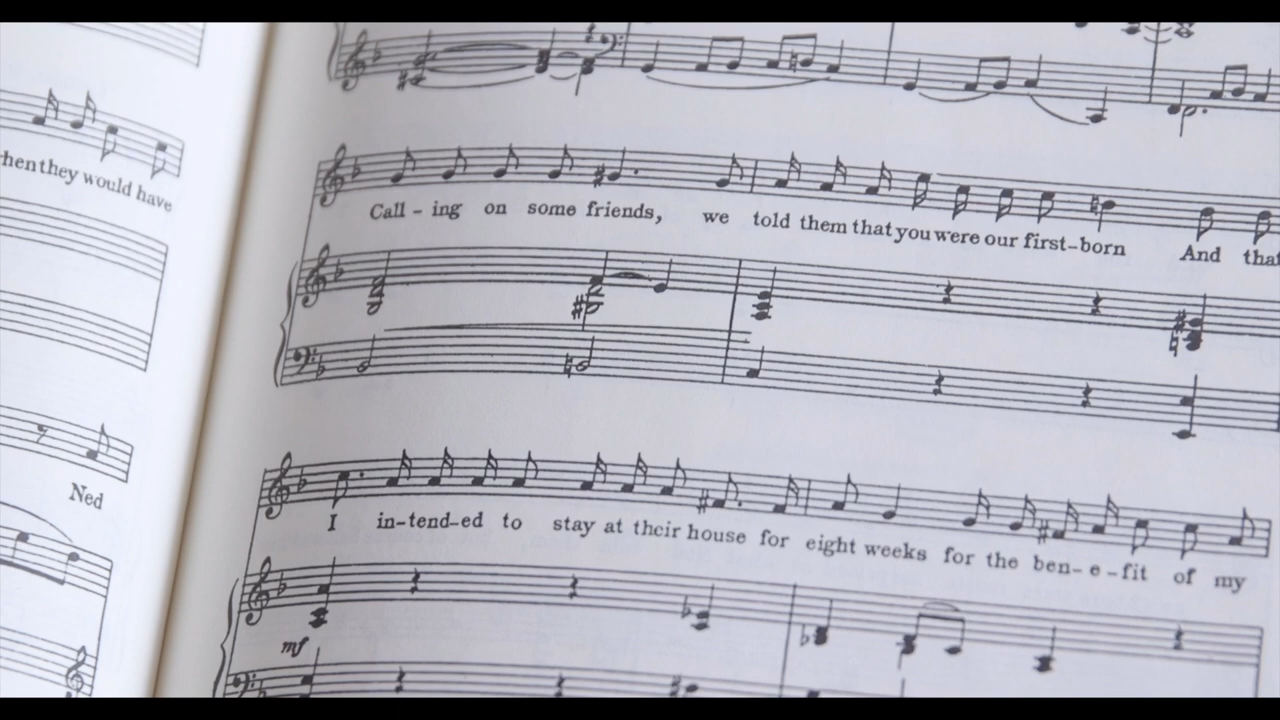 they would have
Ned
Call - ing on some friends, we told them that you were our first-born And that
I in-tend-ed to stay at their house for eight weeks for the ben-e-fit of my
mf